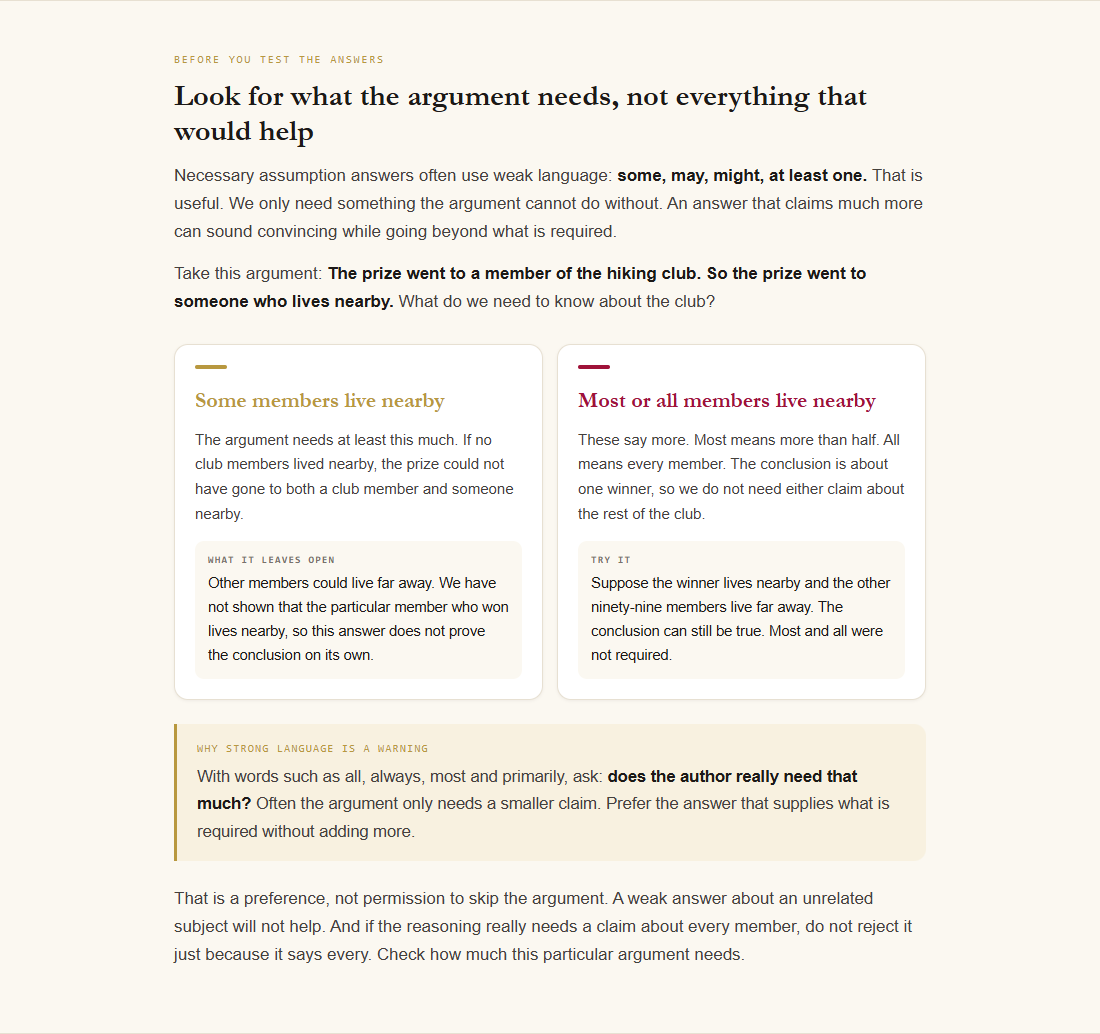 BEFORE YOU TEST THE ANSWERS
Look for what the argument needs, not everything that
would help
Necessary assumption answers often use weak language: some, may, might, at least one. That is
useful. We only need something the argument cannot do without. An answer that claims much more
can sound convincing while going beyond what is required.
Take this argument: The prize went to a member of the hiking club. So the prize went to
someone who lives nearby. What do we need to know about the club?
Some members live nearby
The argument needs at least this much. If no
club members lived nearby, the prize could not
have gone to both a club member and someone
nearby.
WHAT IT LEAVES OPEN
Other members could live far away. We have
not shown that the particular member who won
lives nearby, so this answer does not prove
the conclusion on its own.
Most or all members live nearby
These say more. Most means more than half. All
means every member. The conclusion is about
one winner, so we do not need either claim about
the rest of the club.
TRY IT
Suppose the winner lives nearby and the other
ninety-nine members live far away. The
conclusion can still be true. Most and all were
not required.
WHY STRONG LANGUAGE IS A WARNING
With words such as all, always, most and primarily, ask: does the author really need that
much? Often the argument only needs a smaller claim. Prefer the answer that supplies what is
required without adding more.
That is a preference, not permission to skip the argument. A weak answer about an unrelated
subject will not help. And if the reasoning really needs a claim about every member, do not reject it
just because it says every. Check how much this particular argument needs.